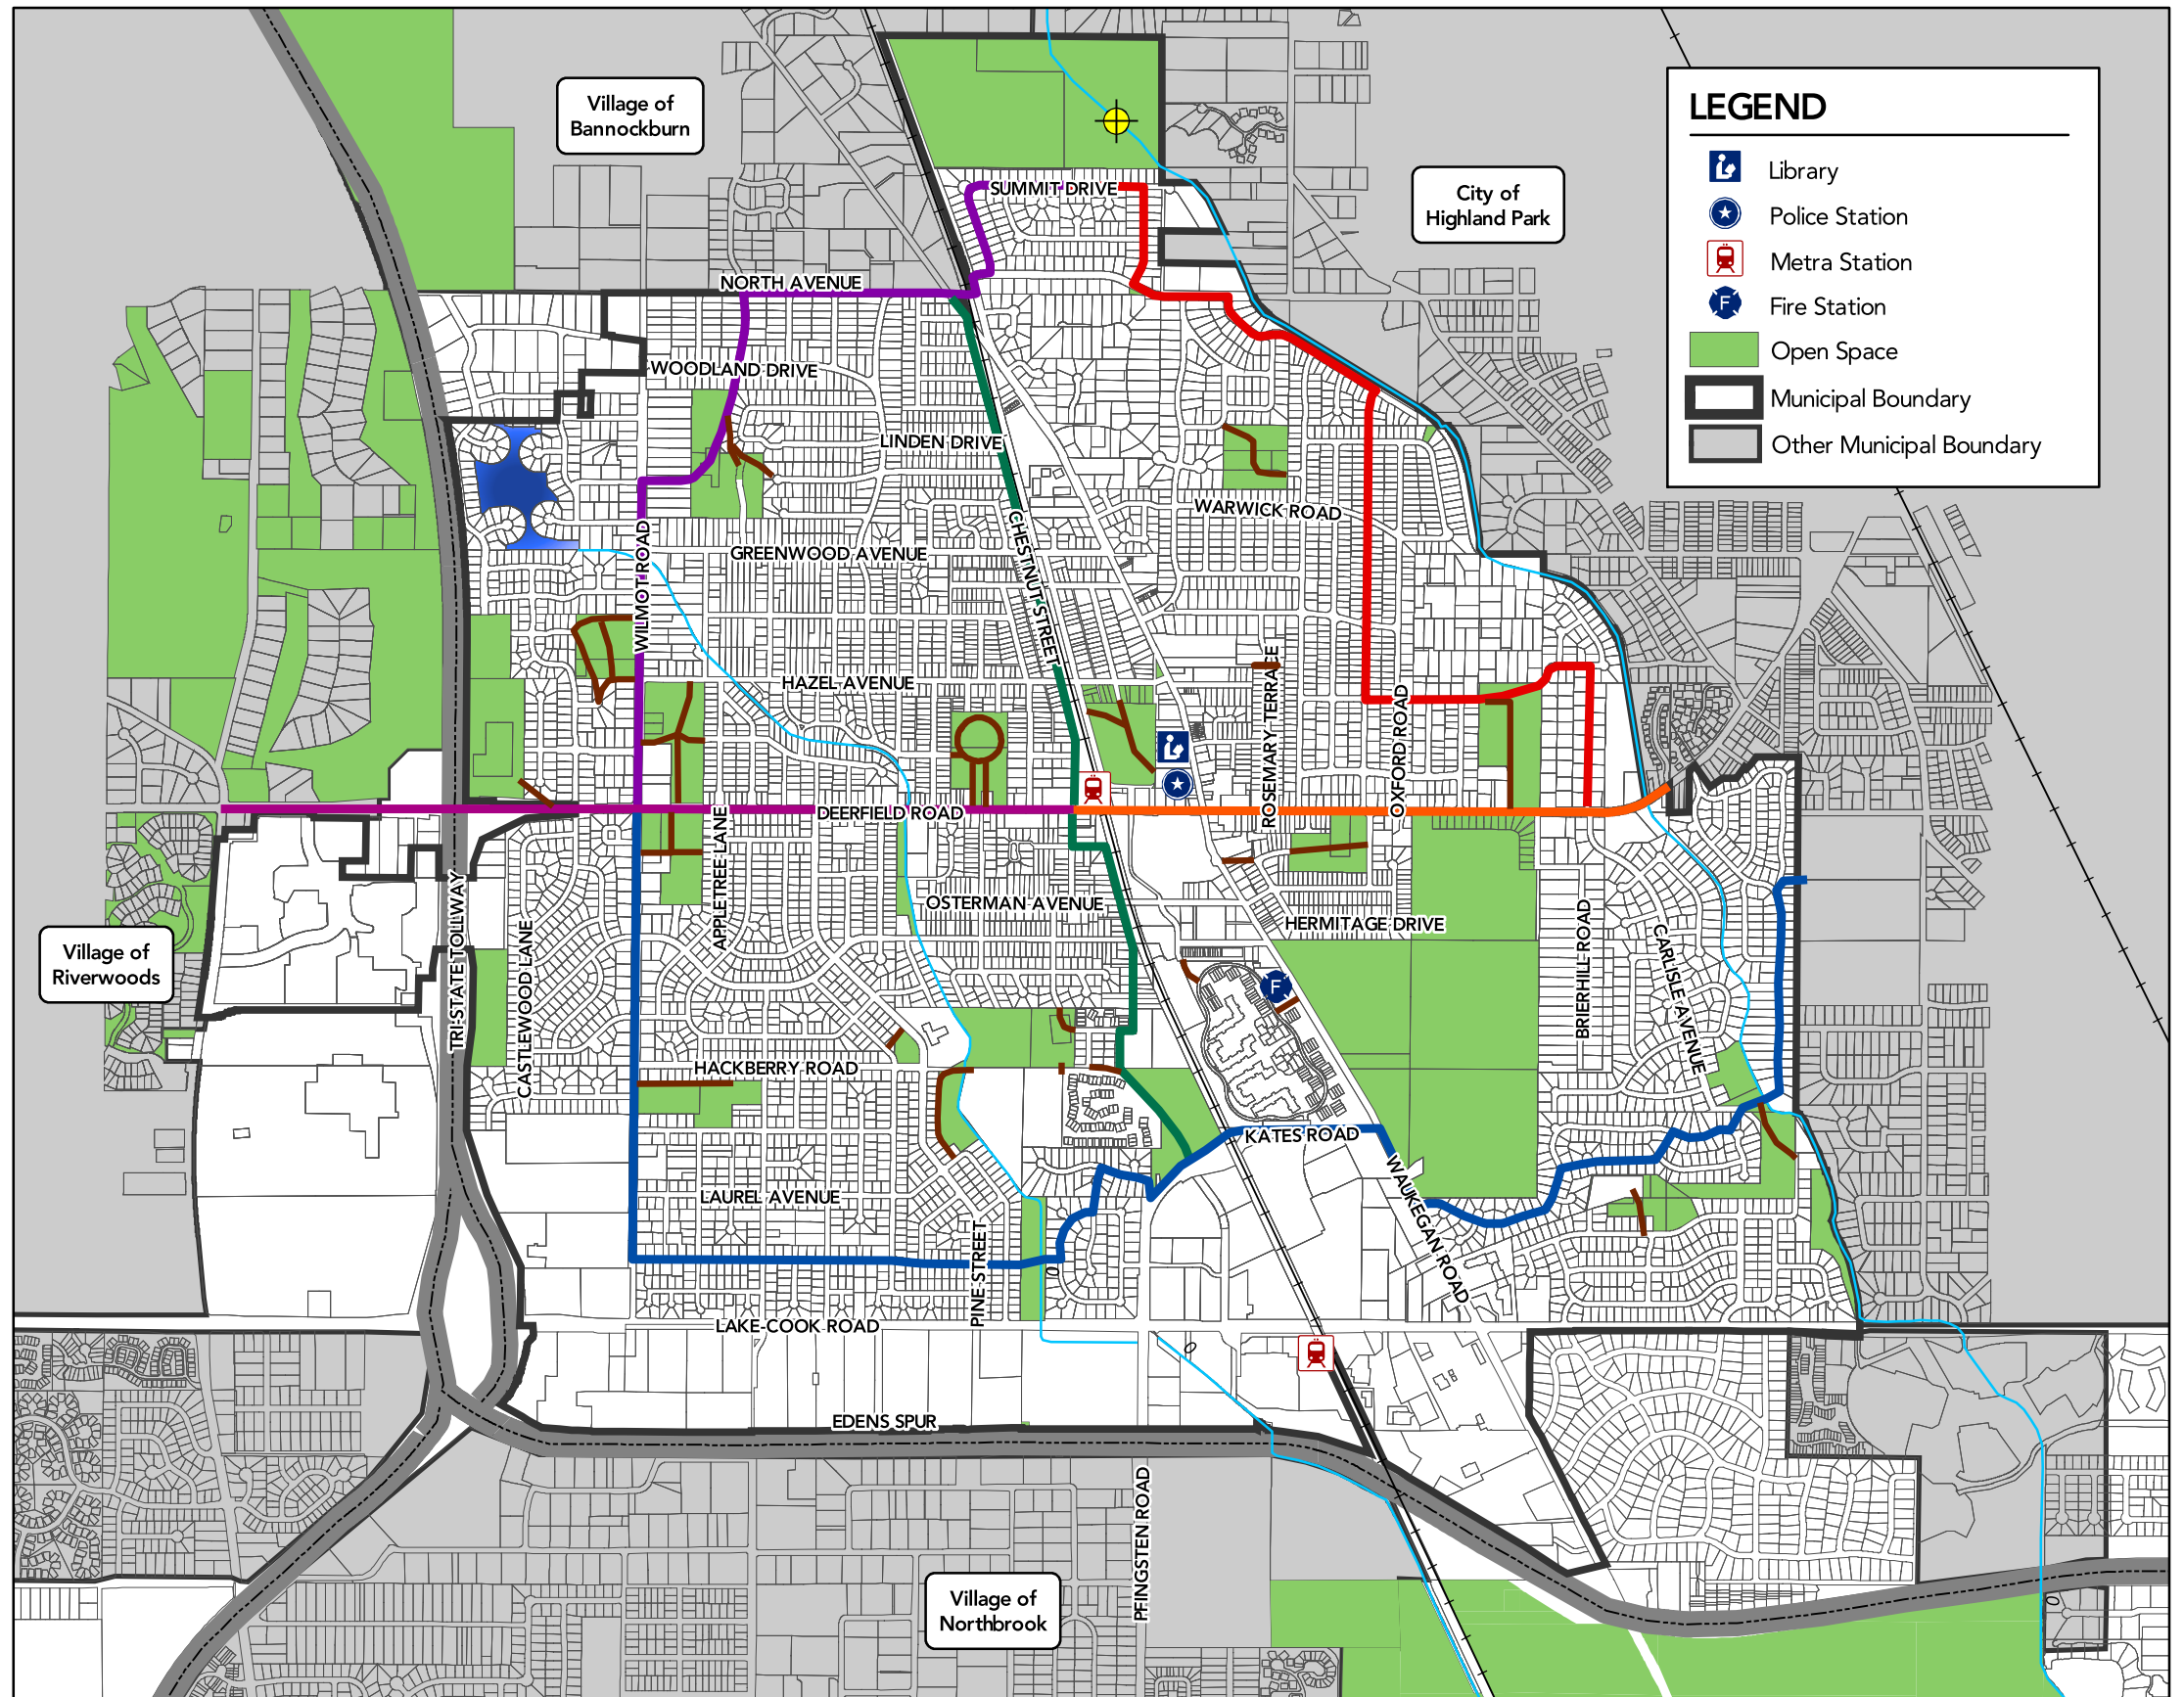 Village of
Bannockburn
City of
Highland Park
LEGEND
Library
Police Station
Metra Station
F
Fire Station
Open Space
Municipal Boundary
Other Municipal Boundary
SUMMIT DRIVE
NORTH AVENUE
WOODLAND DRIVE
LINDEN DRIVE
WARWICK ROAD
CHESTNUT STREET
GREENWOOD AVENUE
WILMOT ROAD
HAZEL AVENUE
ROSEMARY TERRACE
OXFORD ROAD
DEERFIELD ROAD
APPLETREE LANE
OSTERMAN AVENUE
HERMITAGE DRIVE
Village of
Riverwoods
TRI-STATE TOLLWAY
CASTLEWOOD LANE
BRIERHILL ROAD
CARLISLE AVENUE
F
HACKBERRY ROAD
KATES ROAD
LAUREL AVENUE
PINE STREET
WAUKEGAN ROAD
LAKE-COOK ROAD
EDENS SPUR
PFINGSTEN ROAD
Village of
Northbrook